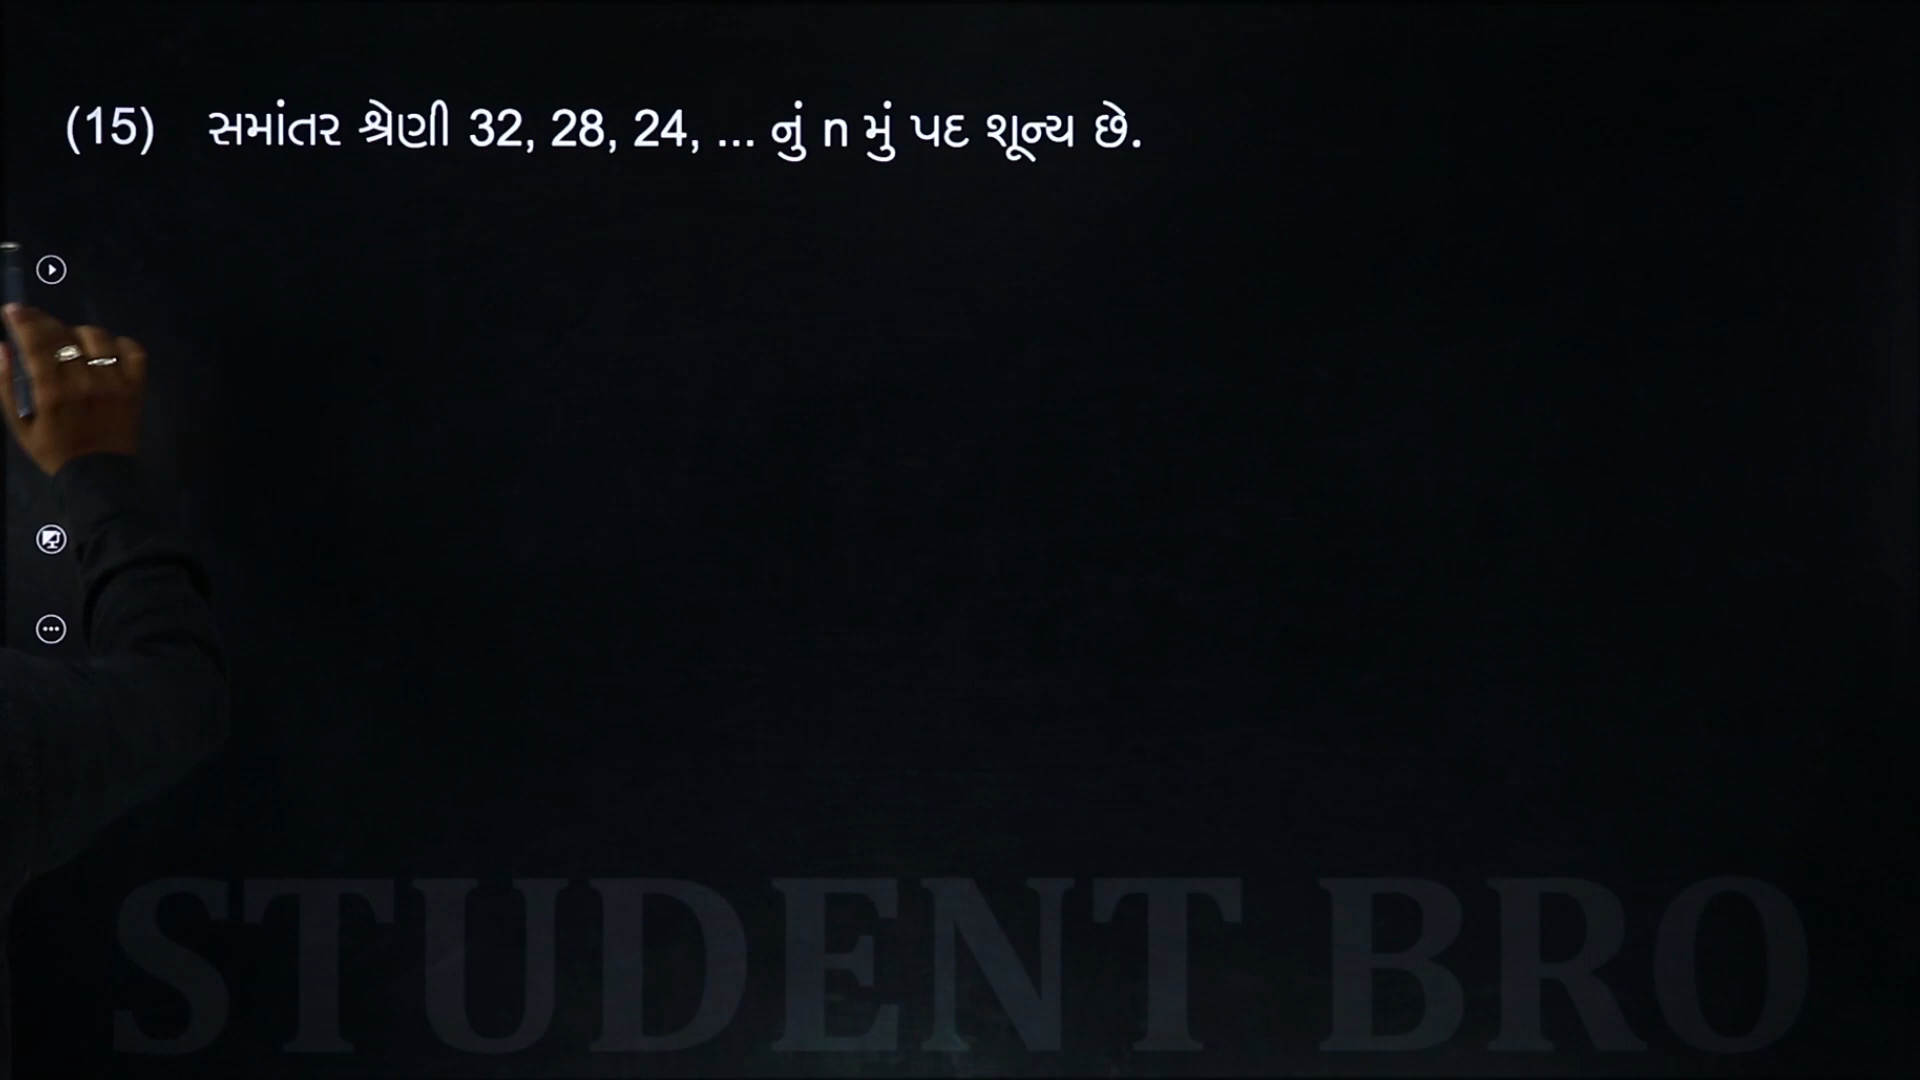 (15) સમાંતર શ્રેણી 32, 28, 24, ... નું n મું પદ શૂન્ય છે.
STUDENT BRO